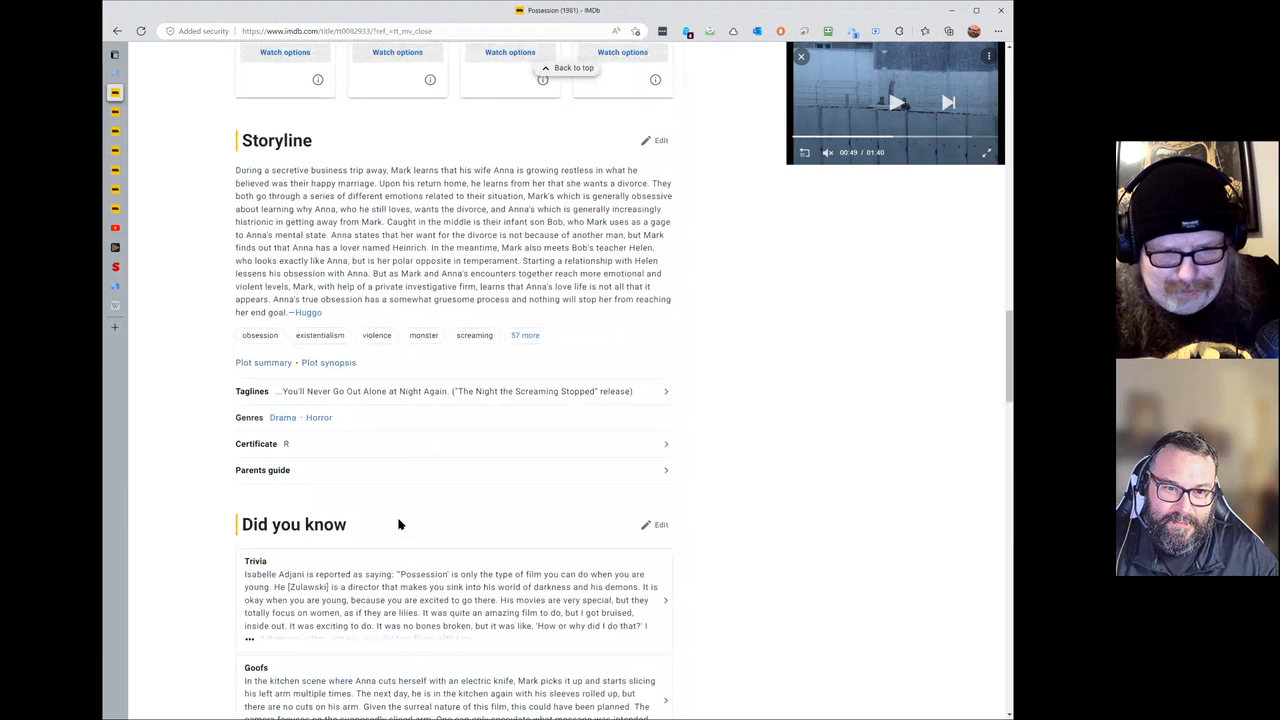 Possession (1981) - IMDb
Added security
https://www.imdb.com/title/tt0082933/?ref_=tt_mv_close
Watch options
Watch options
Watch options
Watch options
Back to top
00:49 / 01:40
Storyline
Edit
During a secretive business trip away, Mark learns that his wife Anna is growing restless in what he
believed was their happy marriage. Upon his return home, he learns from her that she wants a divorce. They
both go through a series of different emotions related to their situation, Mark's which is generally obsessive
about learning why Anna, who he still loves, wants the divorce, and Anna's which is generally increasingly
histrionic in getting away from Mark. Caught in the middle is their infant son Bob, who Mark uses as a gage
to Anna's mental state. Anna states that her want for the divorce is not because of another man, but Mark
finds out that Anna has a lover named Heinrich. In the meantime, Mark also meets Bob's teacher Helen,
who looks exactly like Anna, but is her polar opposite in temperament. Starting a relationship with Helen
lessens his obsession with Anna. But as Mark and Anna's encounters together reach more emotional and
violent levels, Mark, with help of a private investigative firm, learns that Anna's love life is not all that it
appears. Anna's true obsession has a somewhat gruesome process and nothing will stop her from reaching
her end goal.—Huggo
obsession
existentialism
violence
monster
screaming
57 more
Plot summary • Plot synopsis
Taglines ...You'll Never Go Out Alone at Night Again. ("The Night the Screaming Stopped" release)
Genres Drama · Horror
Certificate R
Parents guide
Did you know
Edit
Trivia
Isabelle Adjani is reported as saying: "'Possession' is only the type of film you can do when you are
young. He [Zulawski] is a director that makes you sink into his world of darkness and his demons. It is
okay when you are young, because you are excited to go there. His movies are very special, but they
totally focus on women, as if they are lilies. It was quite an amazing film to do, but I got bruised,
inside out. It was exciting to do. It was no bones broken, but it was like, 'How or why did I do that?' I
Goofs
In the kitchen scene where Anna cuts herself with an electric knife, Mark picks it up and starts slicing
his left arm multiple times. The next day, he is in the kitchen again with his sleeves rolled up, but
there are no cuts on his arm. Given the surreal nature of this film, this could have been planned. The